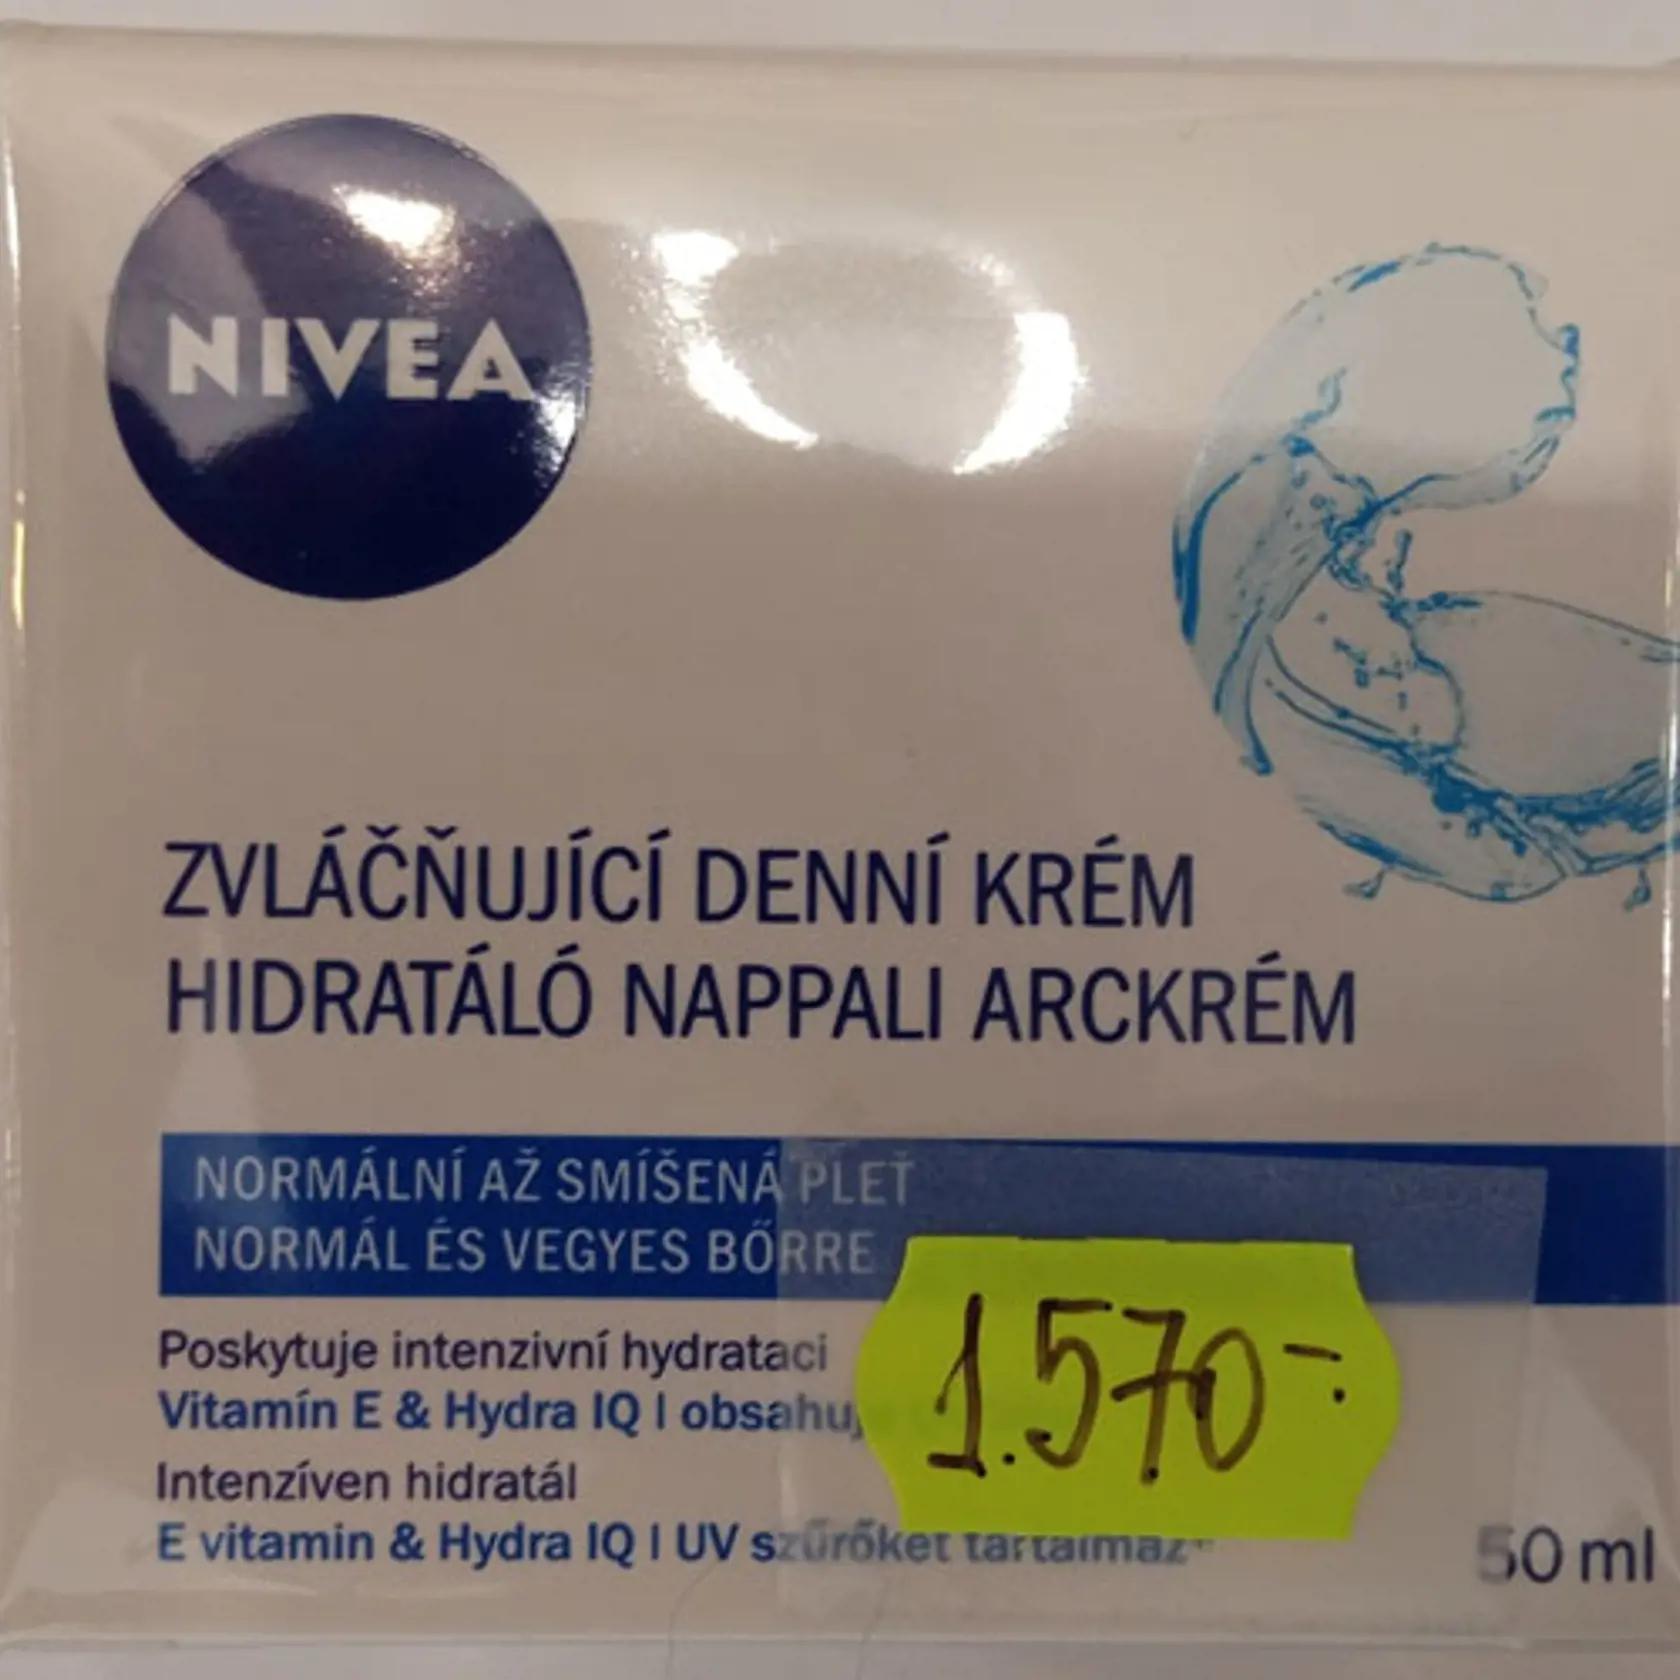 NIVEA
ZVLÁČŇUJÍCÍ DENNÍ KRÉM
HIDRATÁLÓ NAPPALI ARCKRÉM
NORMÁLNÍ AŽ SMÍŠENÁ PLEŤ
NORMÁL ÉS VEGYES BŐRRE
Poskytuje intenzivní hydrataci
Vitamín E & Hydra IQ I
Intenzíven hidratál
E vitamin & Hydra IQ I UV szűrőket tartalmaz*
1.570-
50 ml